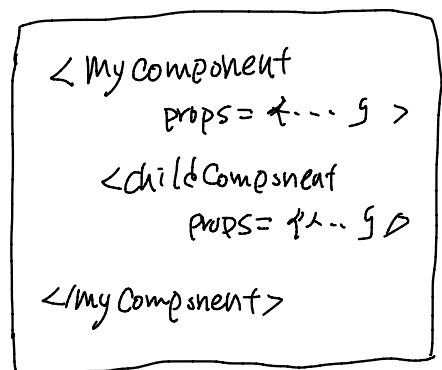 <MyComponent
props={...}>
<childComponent
props={...}/>
</MyComponent>